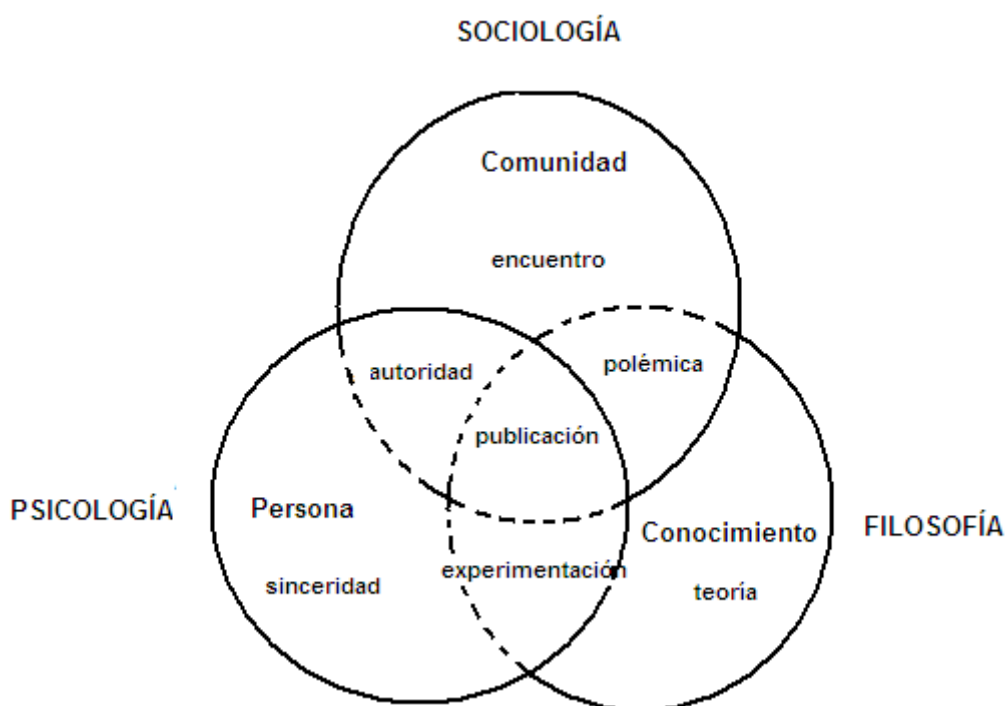 SOCIOLOGÍA
Comunidad
encuentro
autoridad
polémica
publicación
PSICOLOGÍA
Persona
sinceridad
experimentación
Conocimiento
teoría
FILOSOFÍA